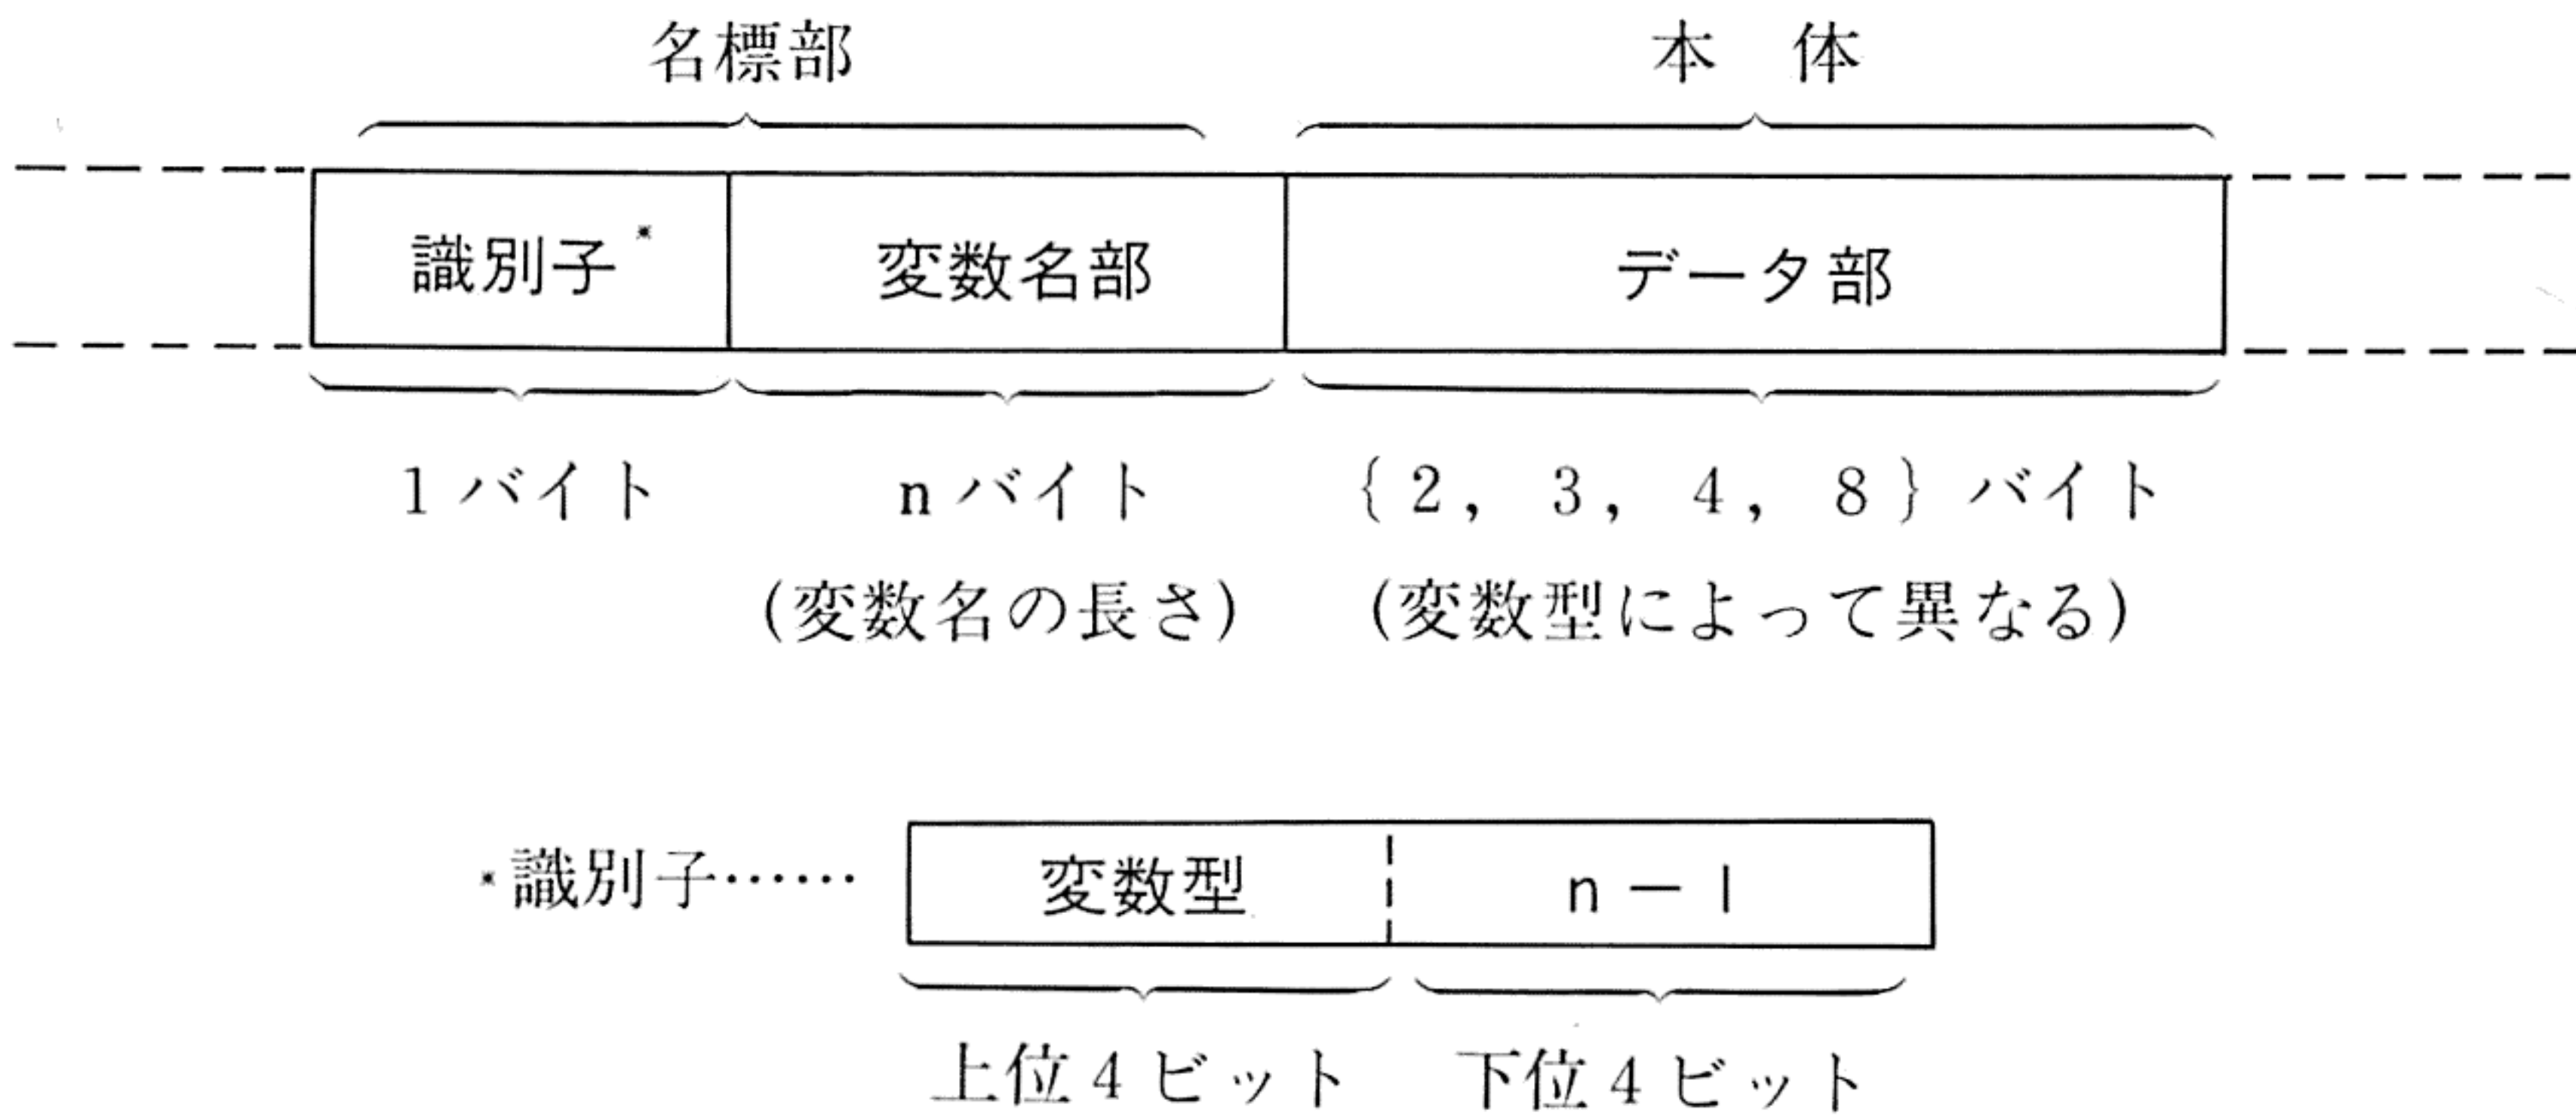 名標部 本 体
識別子* 変数名部 データ部
1バイト nバイト {2, 3, 4, 8}バイト
(変数名の長さ) (変数型によって異なる)
*識別子…… 変数型 n－1
上位4ビット 下位4ビット